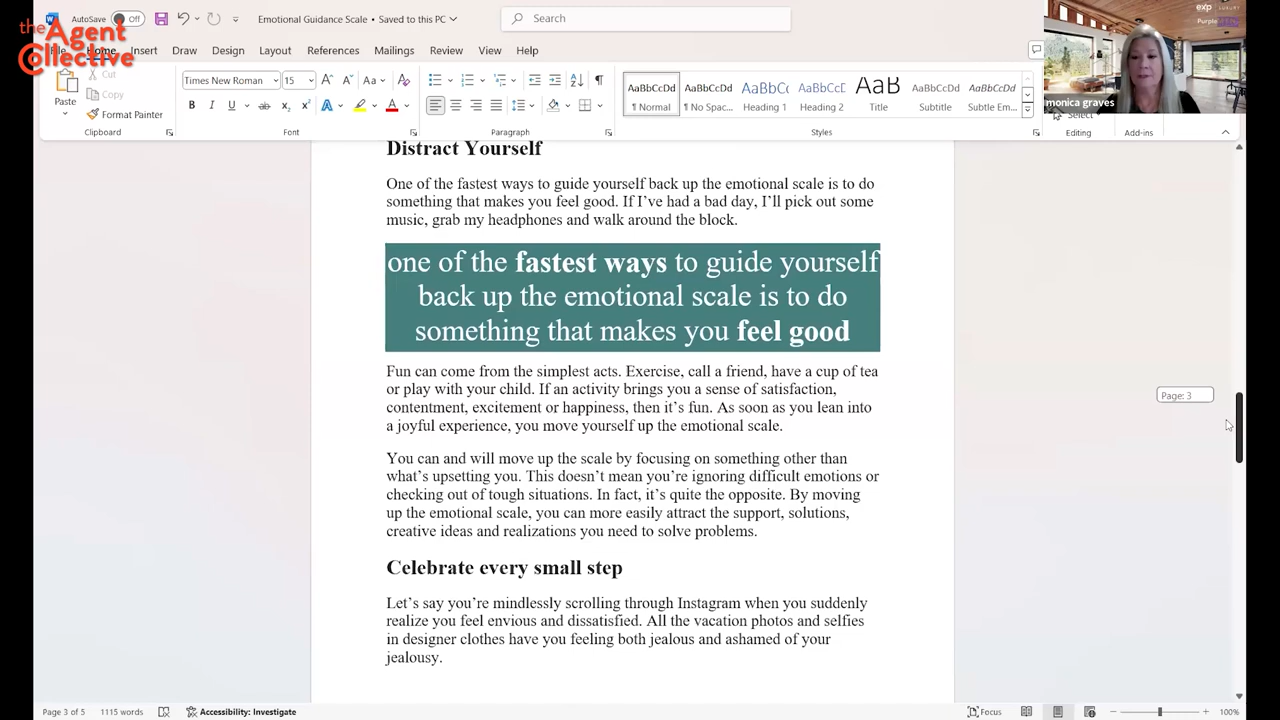 the Agent Collective
AutoSave Off
Emotional Guidance Scale • Saved to this PC
Search
File Home Insert Draw Design Layout References Mailings Review View Help
Paste
Cut
Copy
Format Painter
Clipboard
Times New Roman 15
Font
Paragraph
AaBbCcDd AaBbCcDd AaBbCc AaBbCcD AaB AaBbCcDd AaBbCcDd
¶ Normal ¶ No Spac... Heading 1 Heading 2 Title Subtitle Subtle Em...
Styles
Select
Editing
Add-ins
exp
Purple
monica graves
Distract Yourself
One of the fastest ways to guide yourself back up the emotional scale is to do
something that makes you feel good. If I’ve had a bad day, I’ll pick out some
music, grab my headphones and walk around the block.
one of the fastest ways to guide yourself
back up the emotional scale is to do
something that makes you feel good
Fun can come from the simplest acts. Exercise, call a friend, have a cup of tea
or play with your child. If an activity brings you a sense of satisfaction,
contentment, excitement or happiness, then it’s fun. As soon as you lean into
a joyful experience, you move yourself up the emotional scale.
You can and will move up the scale by focusing on something other than
what’s upsetting you. This doesn’t mean you’re ignoring difficult emotions or
checking out of tough situations. In fact, it’s quite the opposite. By moving
up the emotional scale, you can more easily attract the support, solutions,
creative ideas and realizations you need to solve problems.
Celebrate every small step
Let’s say you’re mindlessly scrolling through Instagram when you suddenly
realize you feel envious and dissatisfied. All the vacation photos and selfies
in designer clothes have you feeling both jealous and ashamed of your
jealousy.
Page: 3
Page 3 of 5 1115 words Accessibility: Investigate Focus 100%